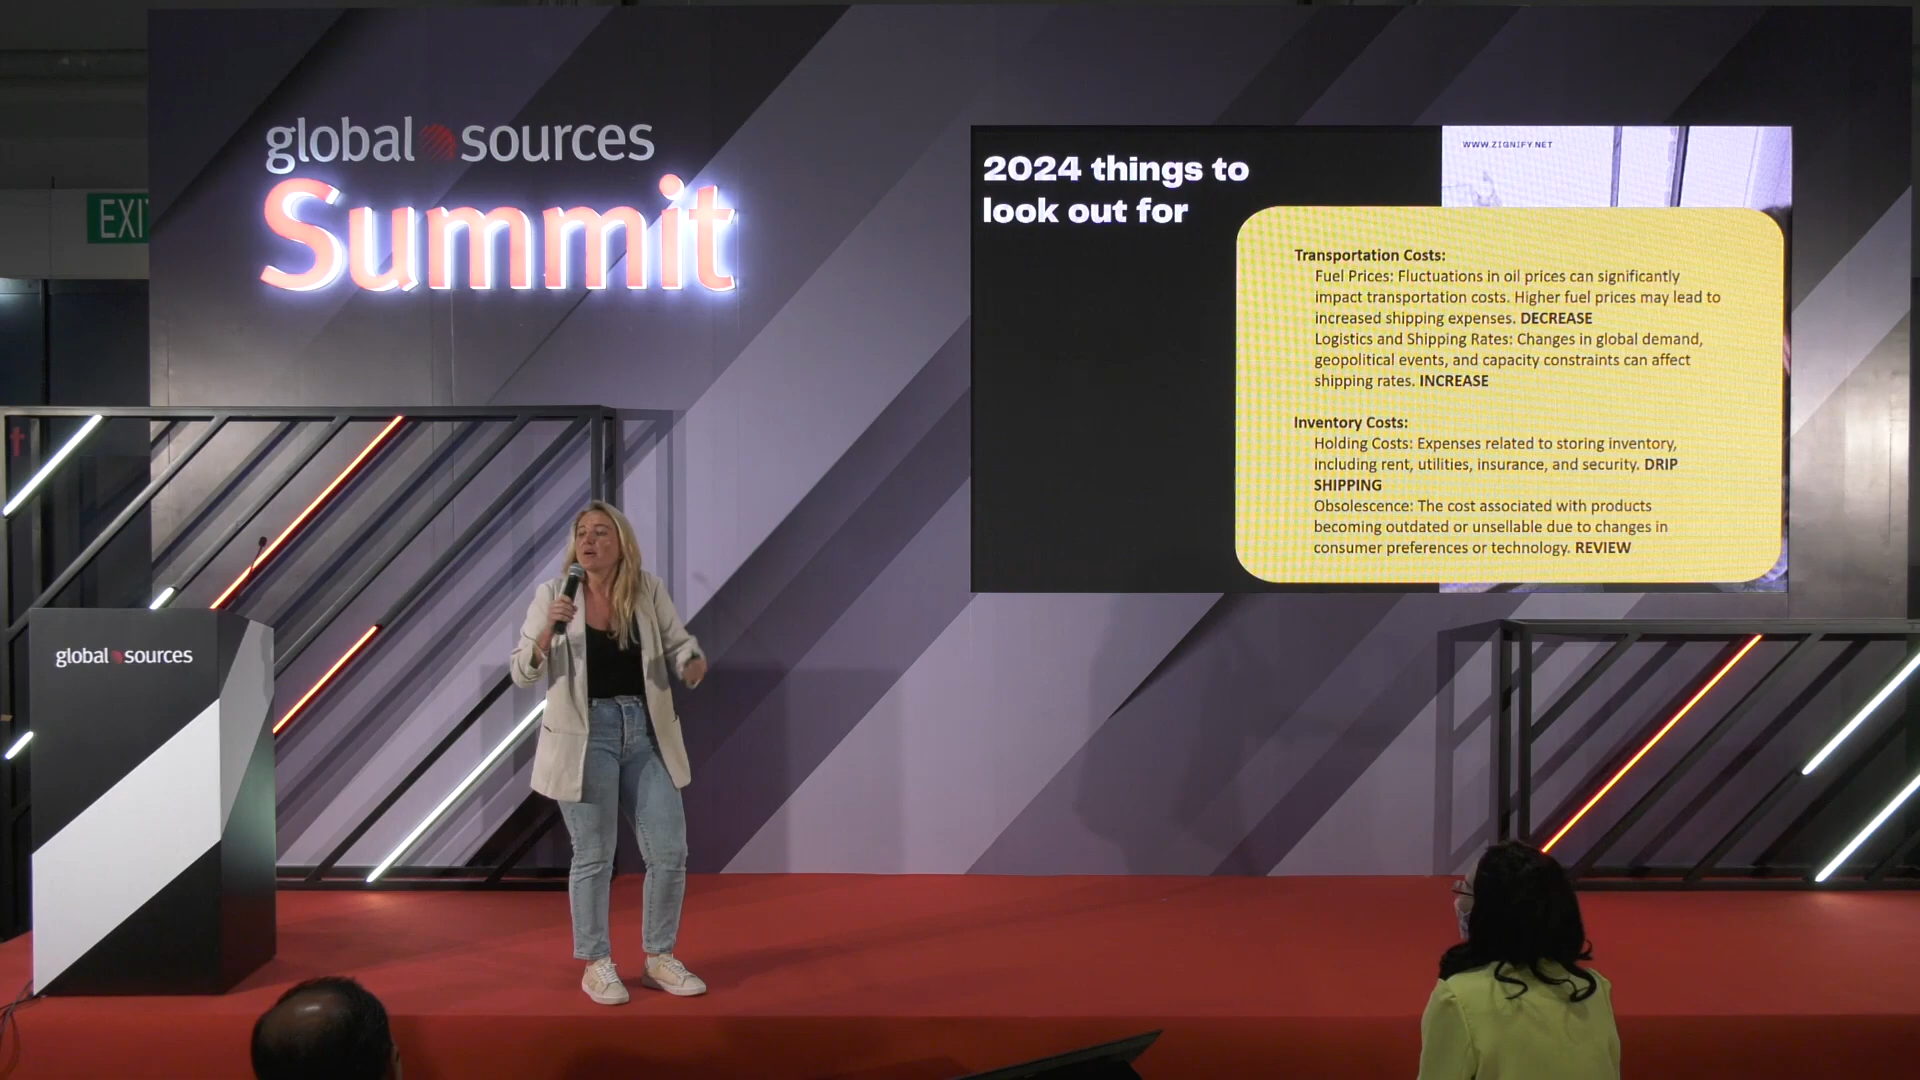 global sources
Summit
EXI
t
global sources
2024 things to
look out for
WWW.ZIGNIFY.NET
Transportation Costs:
Fuel Prices: Fluctuations in oil prices can significantly
impact transportation costs. Higher fuel prices may lead to
increased shipping expenses. DECREASE
Logistics and Shipping Rates: Changes in global demand,
geopolitical events, and capacity constraints can affect
shipping rates. INCREASE
Inventory Costs:
Holding Costs: Expenses related to storing inventory,
including rent, utilities, insurance, and security. DRIP
SHIPPING
Obsolescence: The cost associated with products
becoming outdated or unsellable due to changes in
consumer preferences or technology. REVIEW